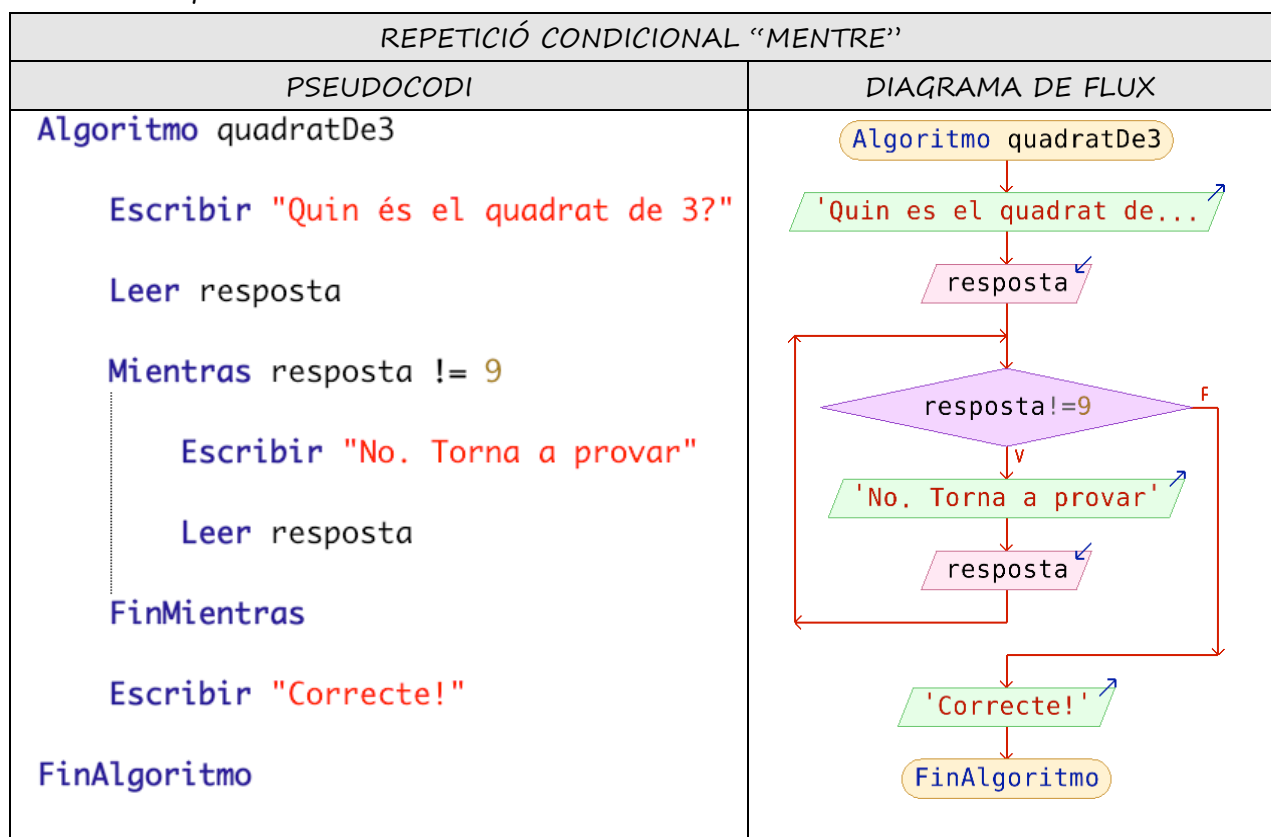 REPETICIÓ CONDICIONAL “MENTRE”
PSEUDOCODI
DIAGRAMA DE FLUX
Algoritmo quadratDe3
Escribir "Quin és el quadrat de 3?"
Leer resposta
Mientras resposta != 9
Escribir "No. Torna a provar"
Leer resposta
FinMientras
Escribir "Correcte!"
FinAlgoritmo
Algoritmo quadratDe3
'Quin es el quadrat de...
resposta
resposta!=9
F
V
'No. Torna a provar'
resposta
'Correcte!'
FinAlgoritmo